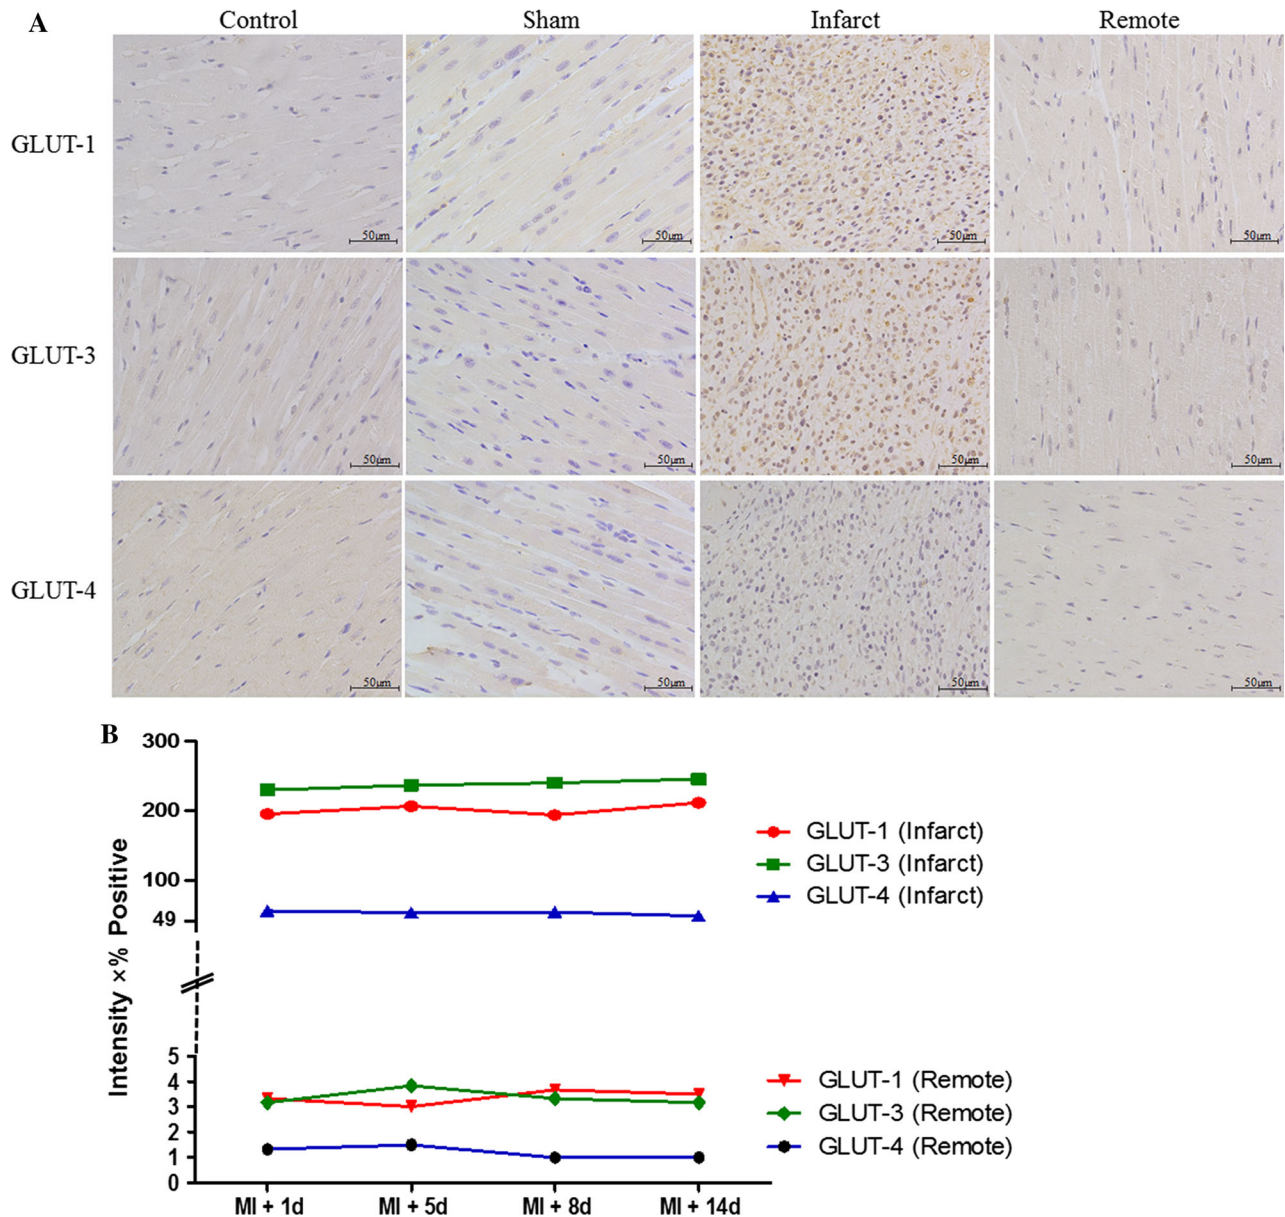 A
Control Sham Infarct Remote
GLUT-1
50μm 50μm 50μm 50μm
GLUT-3
50μm 50μm 50μm 50μm
GLUT-4
50μm 50μm 50μm 50μm
B
Intensity ×% Positive
300
200
100
49
5
4
3
2
1
0
MI + 1d MI + 5d MI + 8d MI + 14d
GLUT-1 (Infarct)
GLUT-3 (Infarct)
GLUT-4 (Infarct)
GLUT-1 (Remote)
GLUT-3 (Remote)
GLUT-4 (Remote)